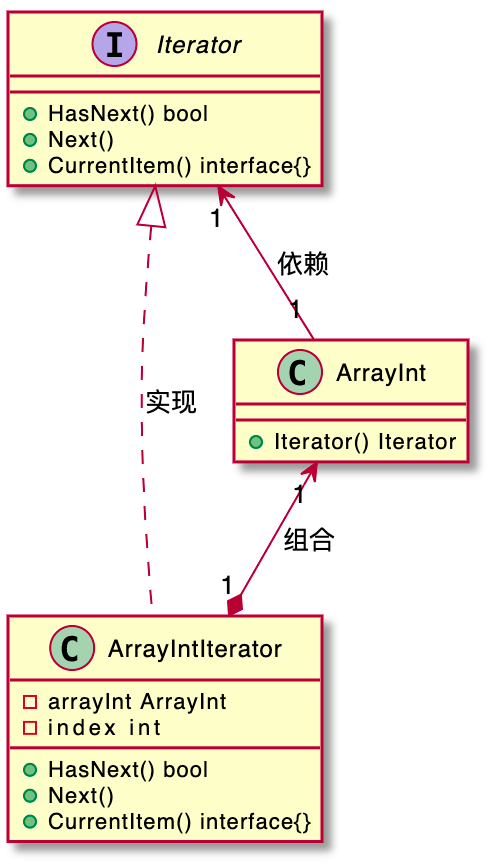 I Iterator
HasNext() bool
Next()
CurrentItem() interface{}
1
依赖
1
C ArrayInt
Iterator() Iterator
实现
1
组合
1
C ArrayIntIterator
arrayInt ArrayInt
index int
HasNext() bool
Next()
CurrentItem() interface{}